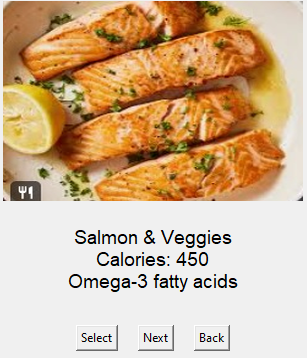 Salmon & Veggies
Calories: 450
Omega-3 fatty acids
Select Next Back